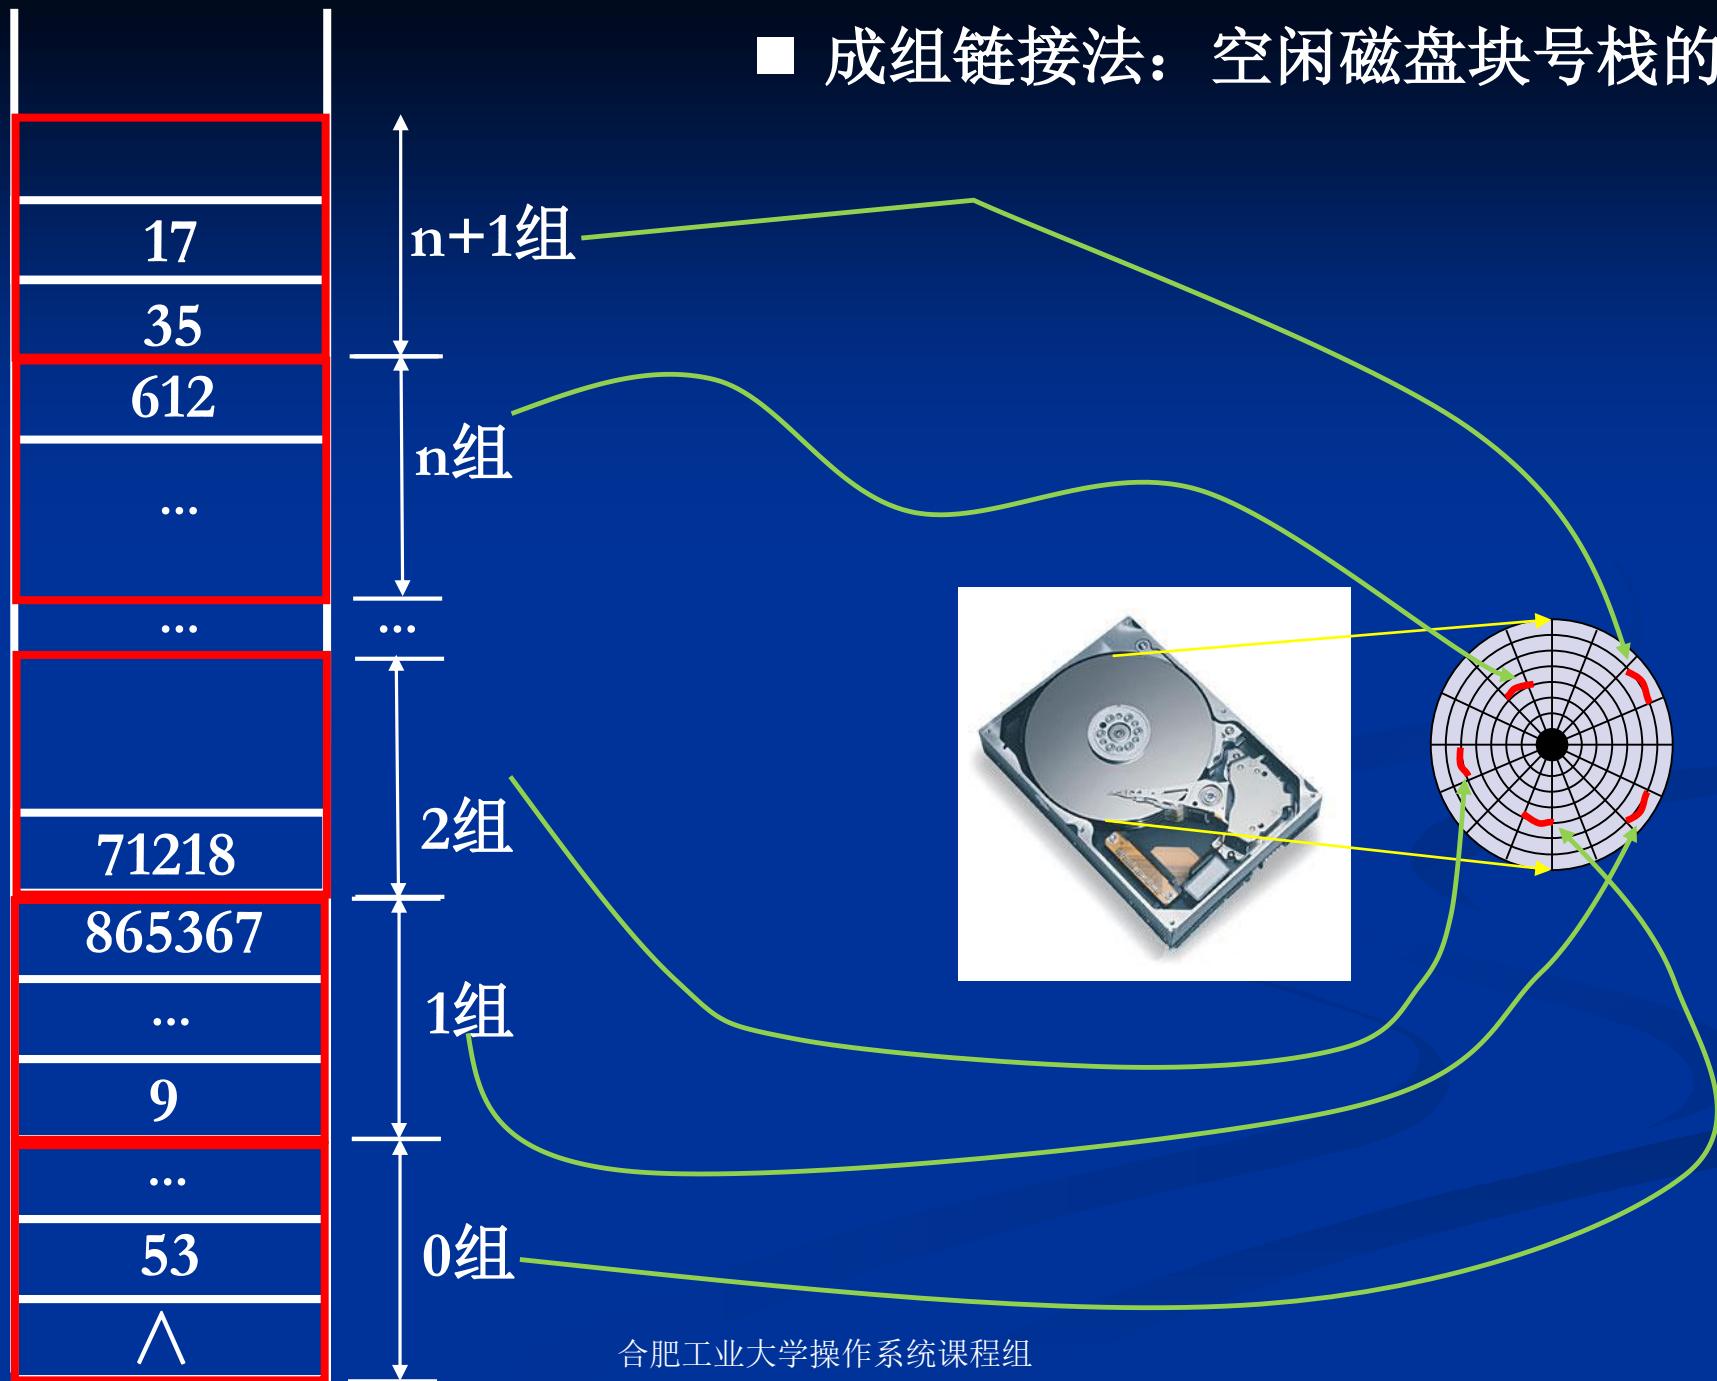 ■ 成组链接法：空闲磁盘块号栈的
17
35
612
...
...
71218
865367
...
9
...
53
∧
n+1组
n组
...
2组
1组
0组
合肥工业大学操作系统课程组